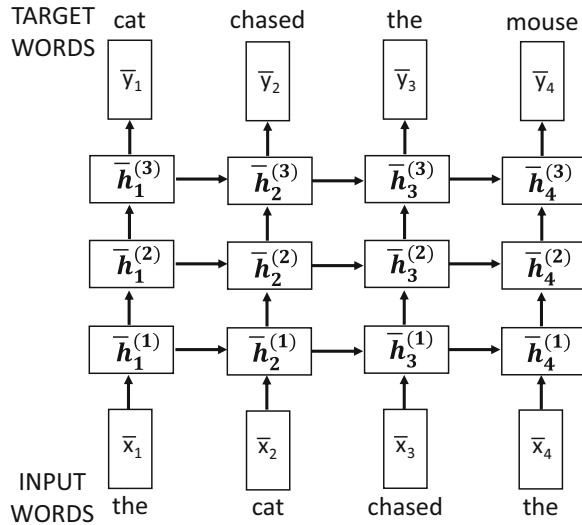 TARGET WORDS cat chased the mouse
y̅₁ y̅₂ y̅₃ y̅₄
h̅₁⁽³⁾ h̅₂⁽³⁾ h̅₃⁽³⁾ h̅₄⁽³⁾
h̅₁⁽²⁾ h̅₂⁽²⁾ h̅₃⁽²⁾ h̅₄⁽²⁾
h̅₁⁽¹⁾ h̅₂⁽¹⁾ h̅₃⁽¹⁾ h̅₄⁽¹⁾
x̅₁ x̅₂ x̅₃ x̅₄
INPUT WORDS the cat chased the